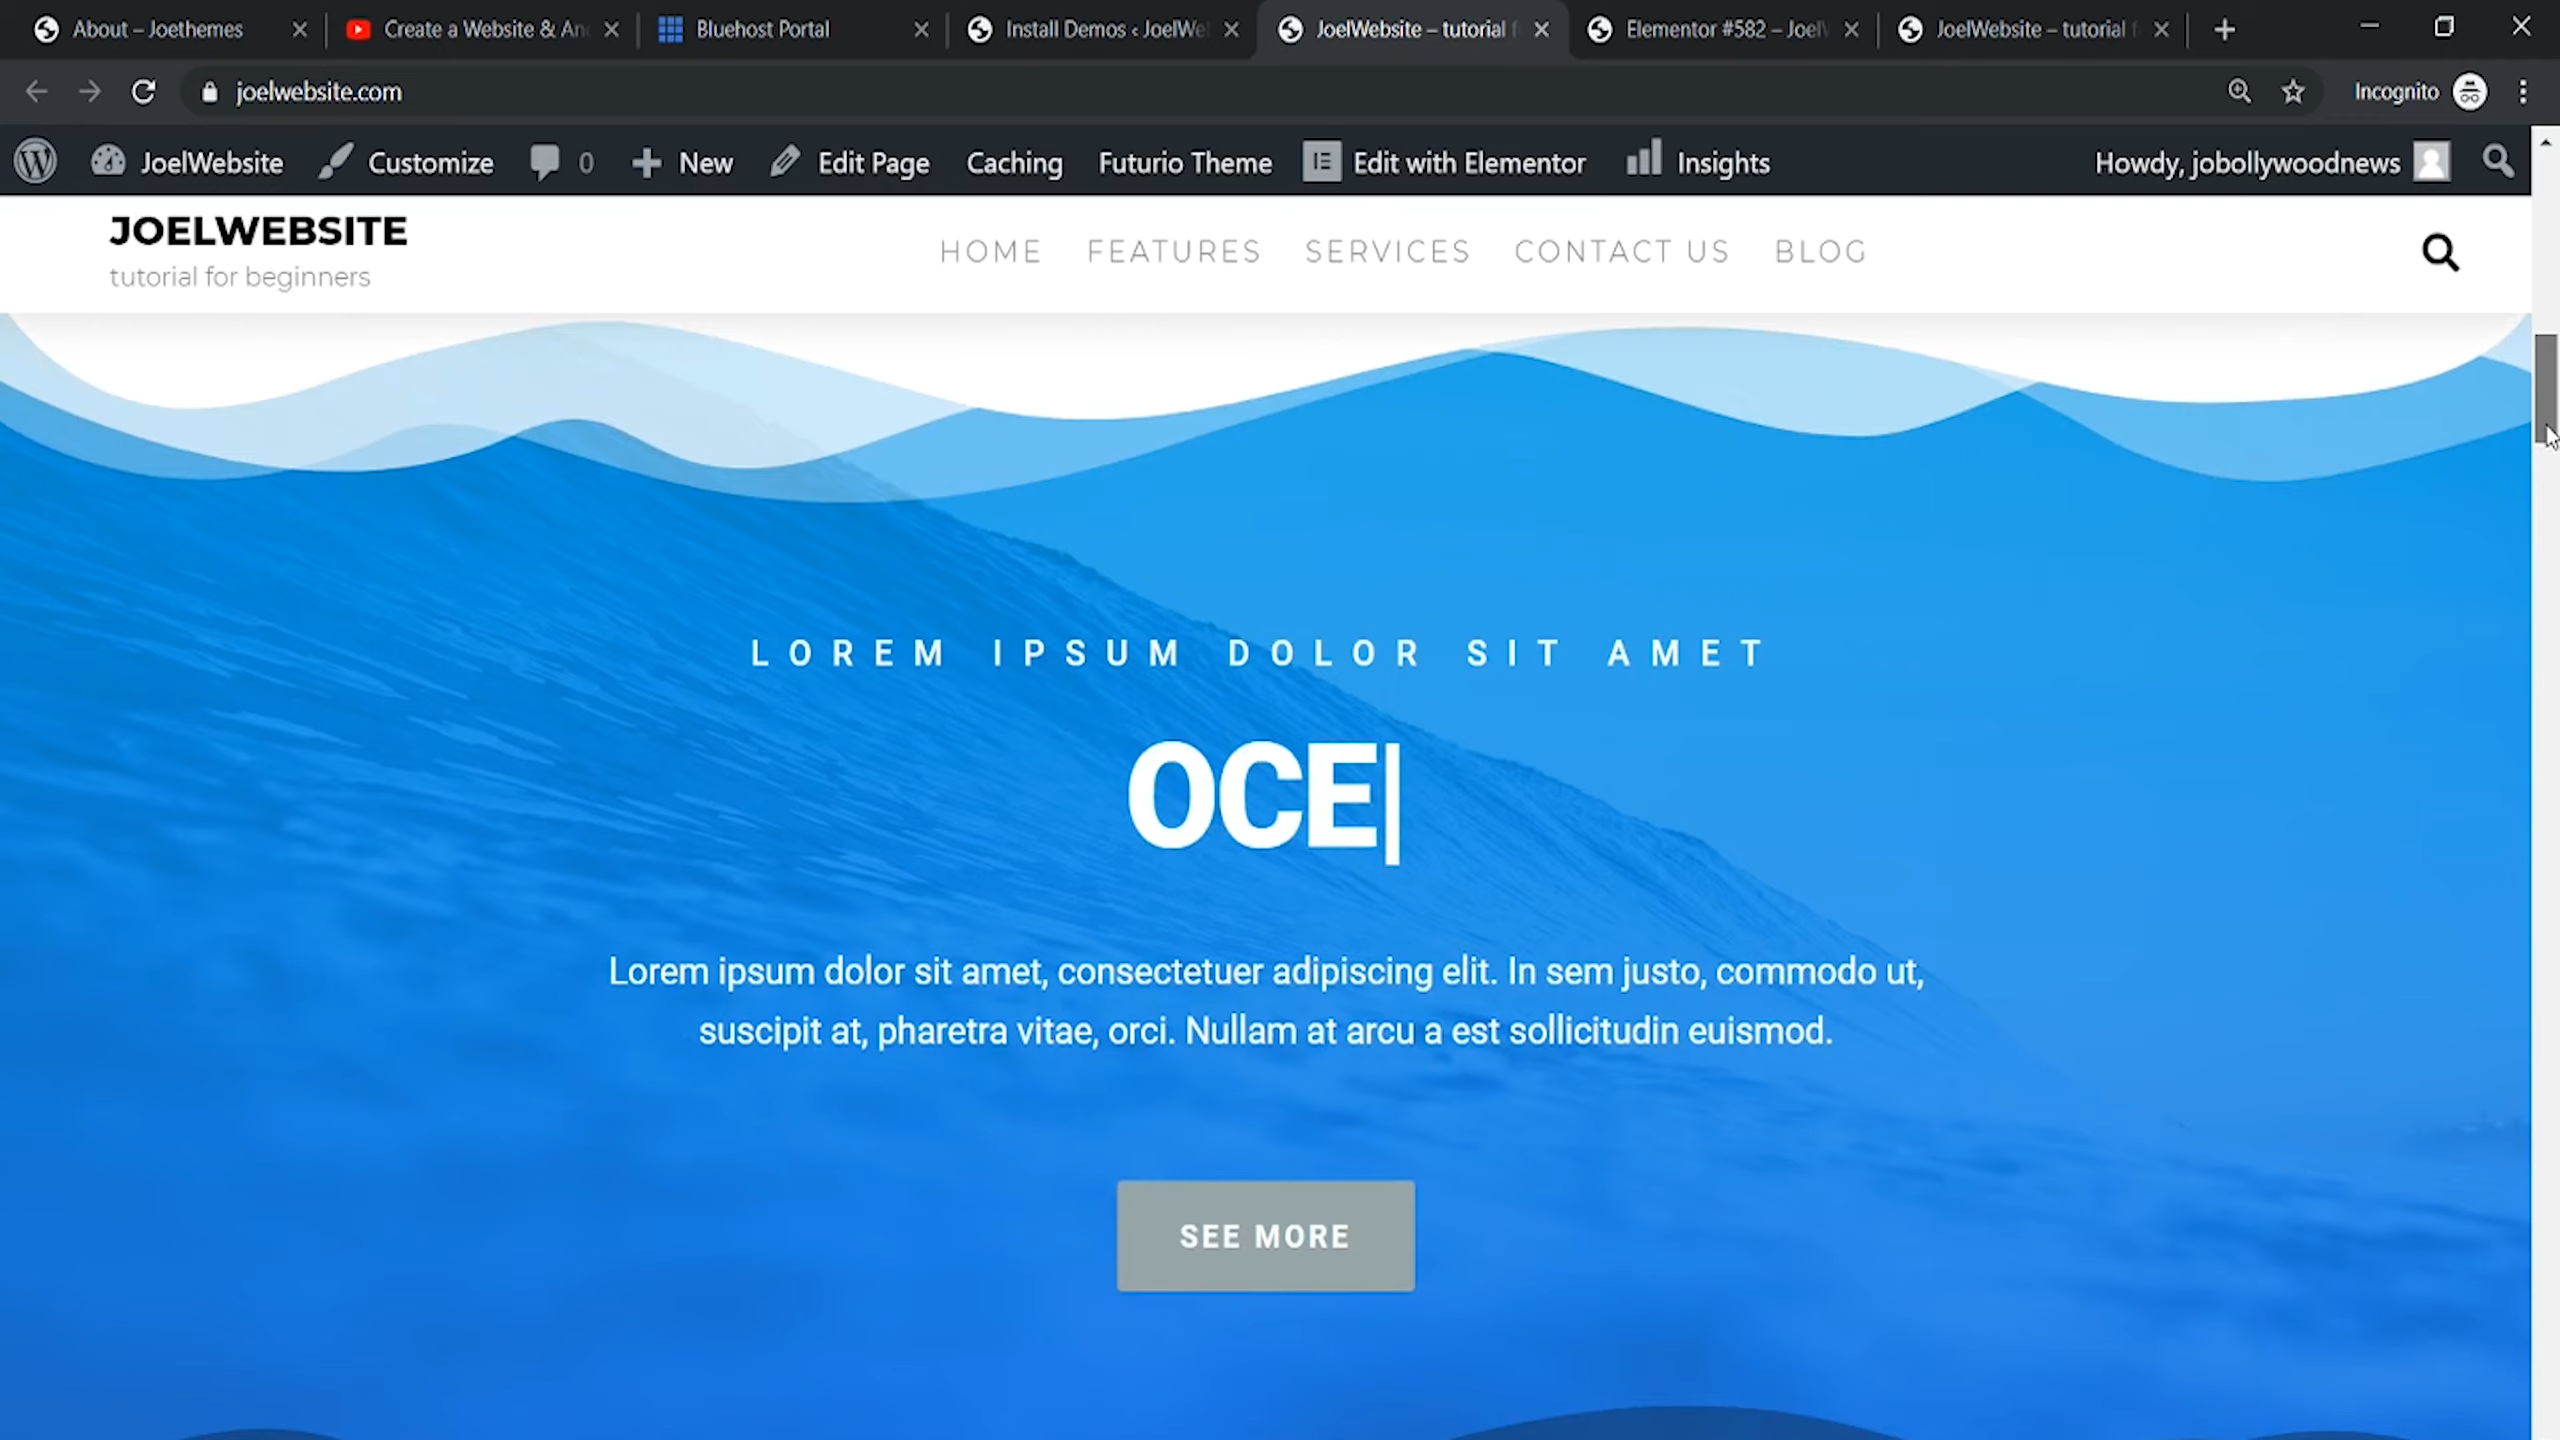 About – Joethemes
Create a Website & An
Bluehost Portal
Install Demos ‹ JoelWe
JoelWebsite – tutorial f
Elementor #582 – Joel
JoelWebsite – tutorial f
joelwebsite.com
Incognito
JoelWebsite
Customize
0
New
Edit Page
Caching
Futurio Theme
Edit with Elementor
Insights
Howdy, jobollywoodnews
JOELWEBSITE
tutorial for beginners
HOME FEATURES SERVICES CONTACT US BLOG
LOREM IPSUM DOLOR SIT AMET
OCE|
Lorem ipsum dolor sit amet, consectetuer adipiscing elit. In sem justo, commodo ut,
suscipit at, pharetra vitae, orci. Nullam at arcu a est sollicitudin euismod.
SEE MORE